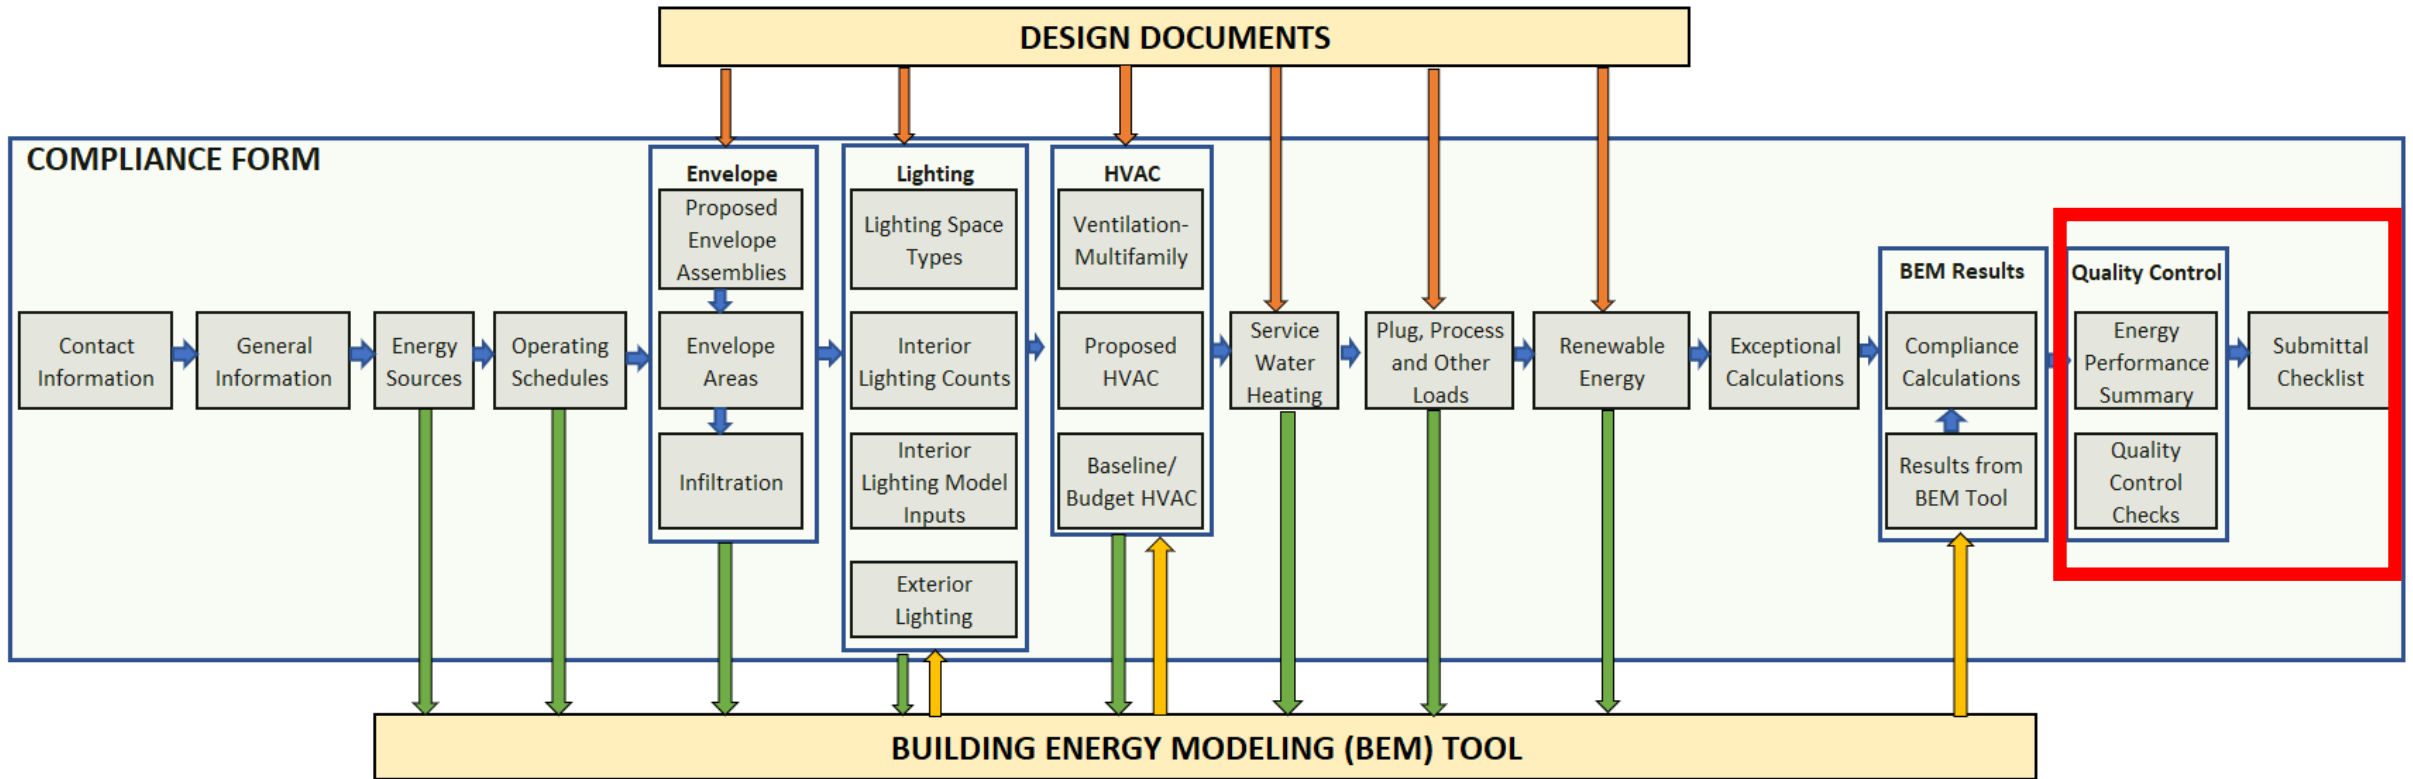 DESIGN DOCUMENTS
COMPLIANCE FORM
Contact
Information
General
Information
Energy
Sources
Operating
Schedules
Envelope
Proposed
Envelope
Assemblies
Envelope
Areas
Infiltration
Lighting
Lighting Space
Types
Interior
Lighting Counts
Interior
Lighting Model
Inputs
Exterior
Lighting
HVAC
Ventilation-
Multifamily
Proposed
HVAC
Baseline/
Budget HVAC
Service
Water
Heating
Plug, Process
and Other
Loads
Renewable
Energy
Exceptional
Calculations
BEM Results
Compliance
Calculations
Results from
BEM Tool
Quality Control
Energy
Performance
Summary
Quality
Control
Checks
Submittal
Checklist
BUILDING ENERGY MODELING (BEM) TOOL